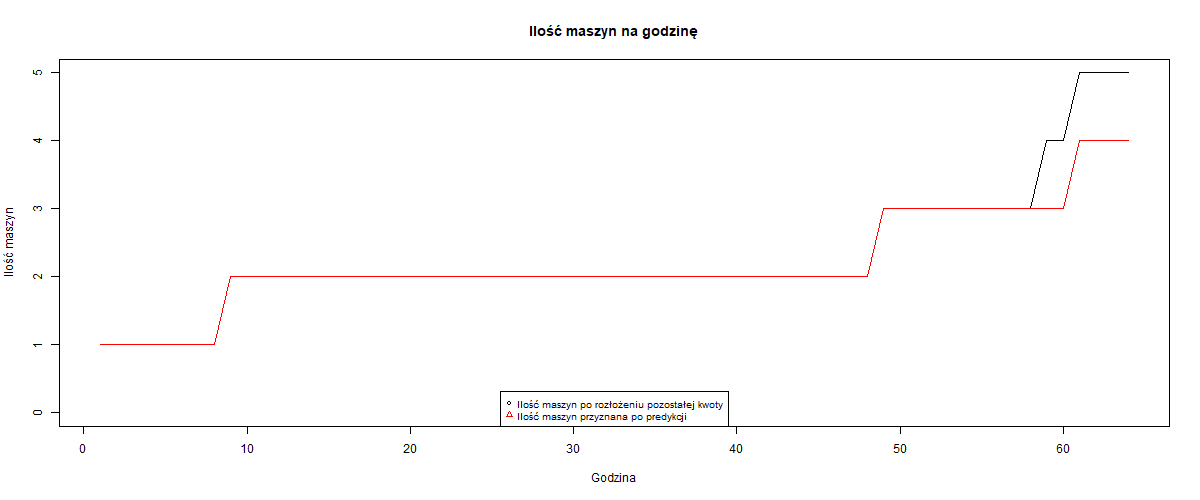 Ilość maszyn na godzinę
Ilość maszyn
5
4
3
2
1
0
Ilość maszyn po rozłożeniu pozostałej kwoty
Ilość maszyn przyznana po predykcji
0 10 20 30 40 50 60
Godzina